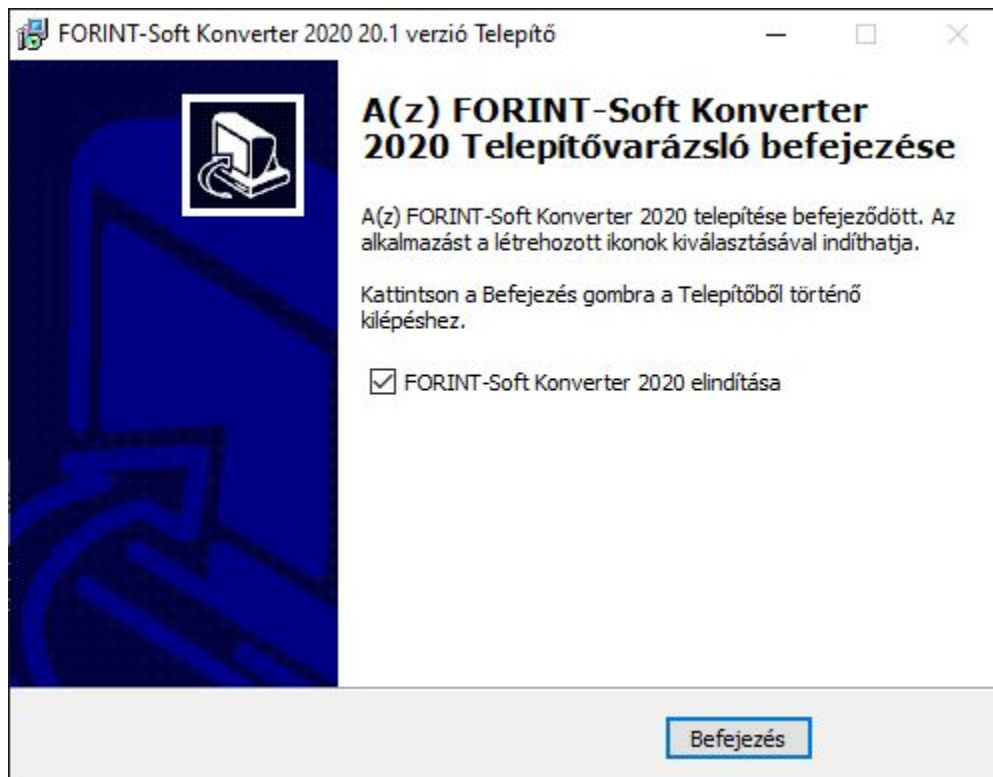 FORINT-Soft Konverter 2020 20.1 verzió Telepítő
A(z) FORINT-Soft Konverter
2020 Telepítővarázsló befejezése
A(z) FORINT-Soft Konverter 2020 telepítése befejeződött. Az
alkalmazást a létrehozott ikonok kiválasztásával indíthatja.
Kattintson a Befejezés gombra a Telepítőből történő
kilépéshez.
FORINT-Soft Konverter 2020 elindítása
Befejezés